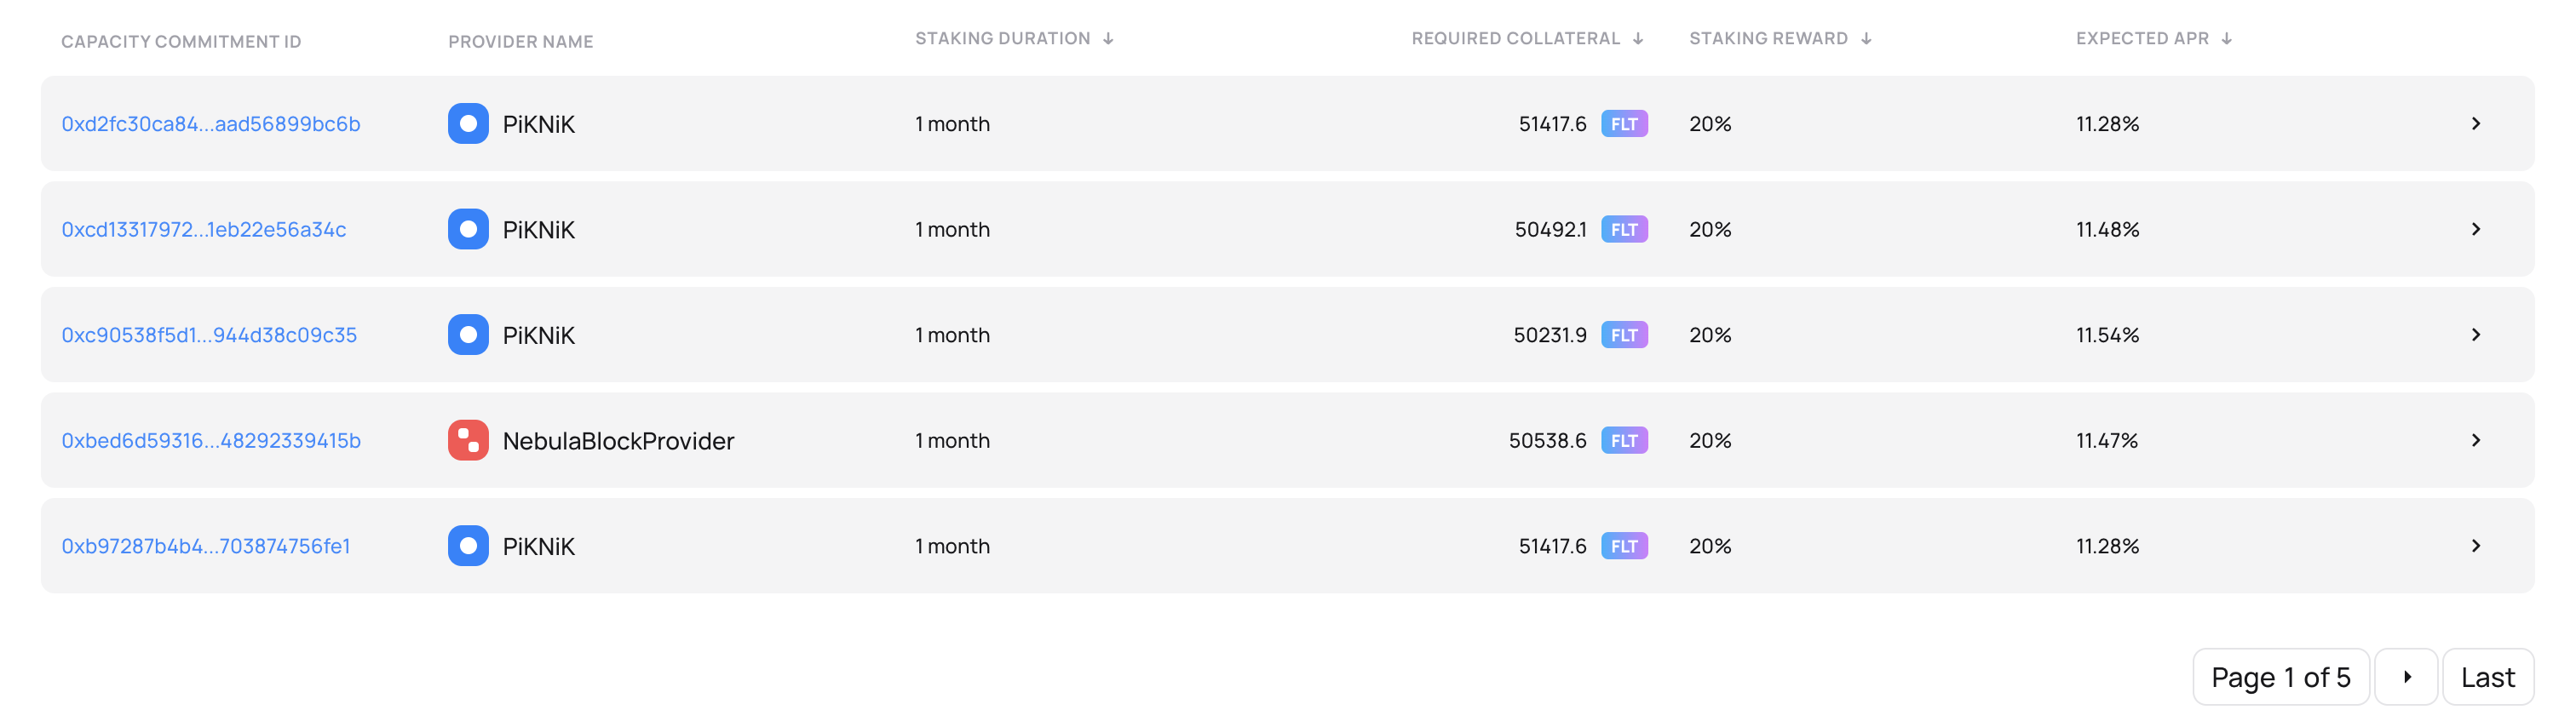 CAPACITY COMMITMENT ID PROVIDER NAME STAKING DURATION ↓ REQUIRED COLLATERAL ↓ STAKING REWARD ↓ EXPECTED APR ↓
0xd2fc30ca84...aad56899bc6b PiKNiK 1 month 51417.6 FLT 20% 11.28%
0xcd13317972...1eb22e56a34c PiKNiK 1 month 50492.1 FLT 20% 11.48%
0xc90538f5d1...944d38c09c35 PiKNiK 1 month 50231.9 FLT 20% 11.54%
0xbed6d59316...48292339415b NebulaBlockProvider 1 month 50538.6 FLT 20% 11.47%
0xb97287b4b4...703874756fe1 PiKNiK 1 month 51417.6 FLT 20% 11.28%
Page 1 of 5 Last